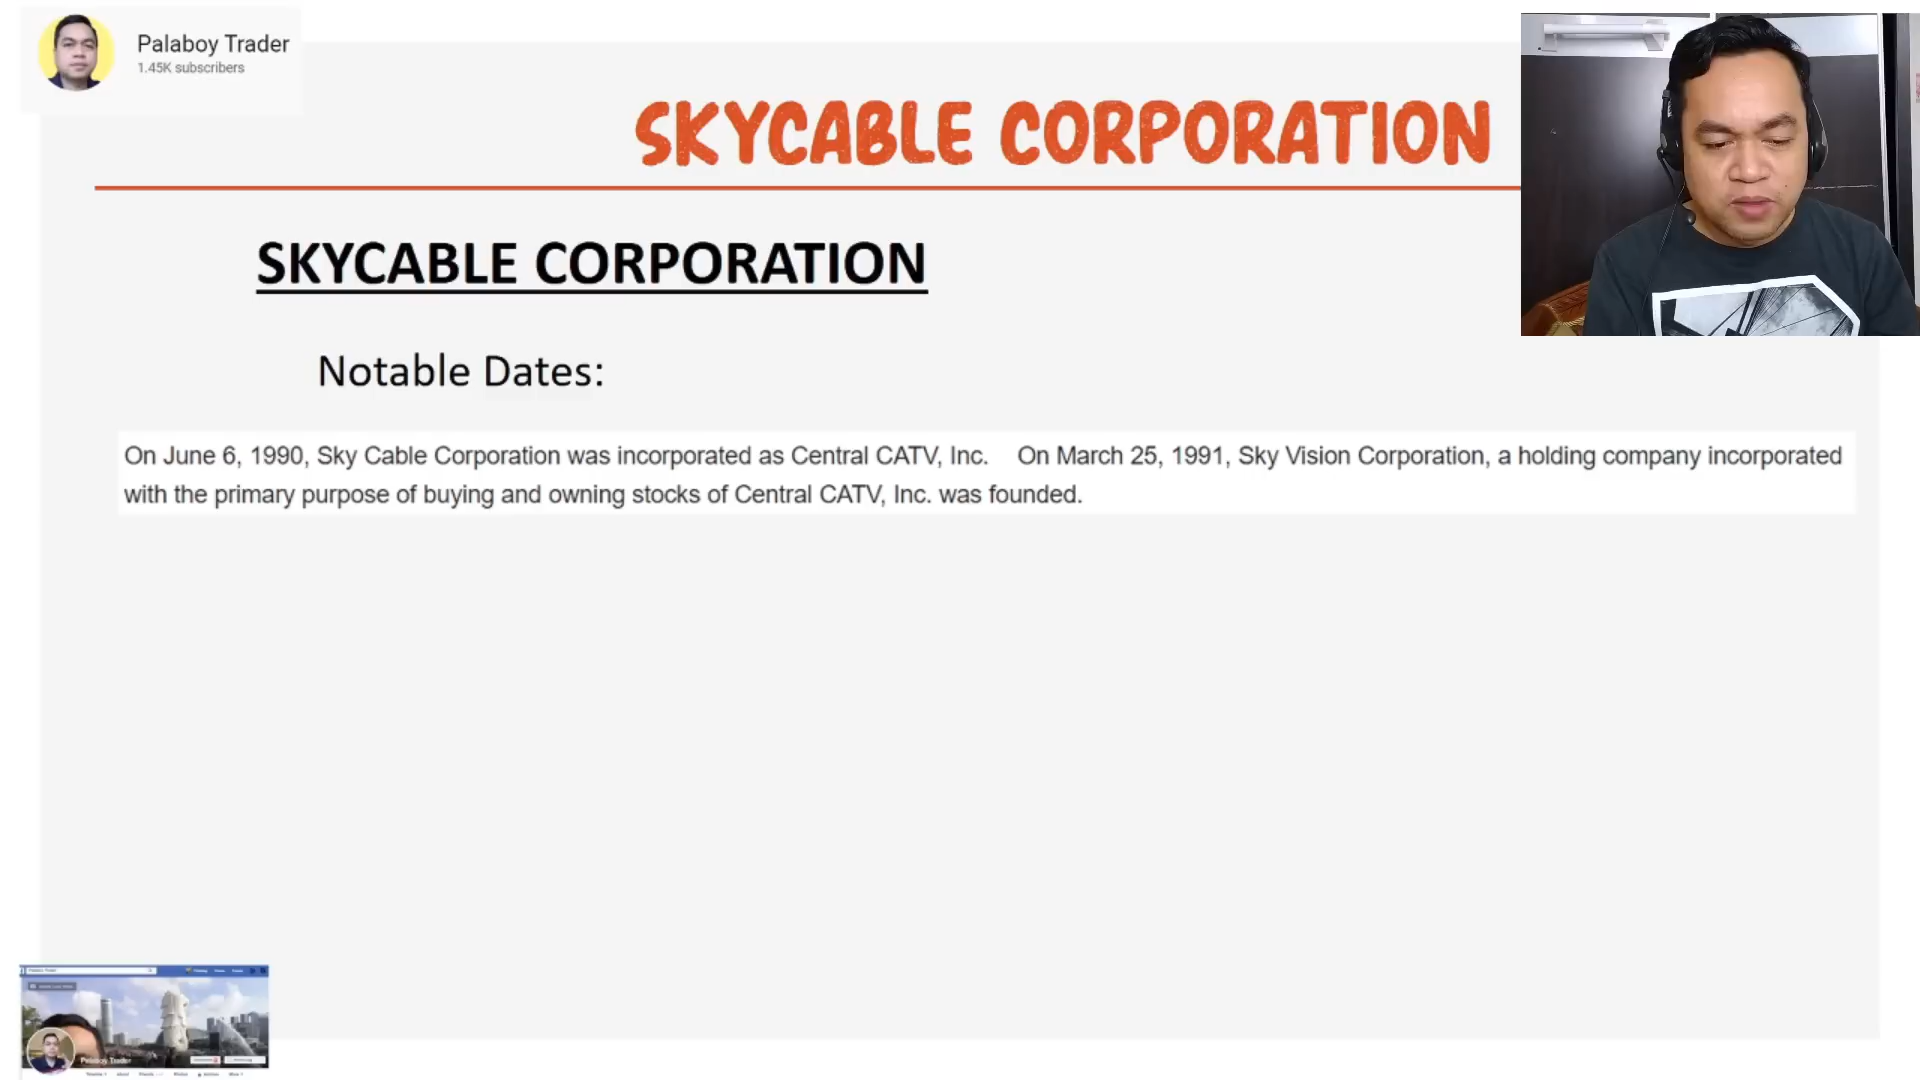 Palaboy Trader
1.45K subscribers
SKYCABLE CORPORATION
SKYCABLE CORPORATION
Notable Dates:
On June 6, 1990, Sky Cable Corporation was incorporated as Central CATV, Inc. On March 25, 1991, Sky Vision Corporation, a holding company incorporated
with the primary purpose of buying and owning stocks of Central CATV, Inc. was founded.
Palaboy Trader